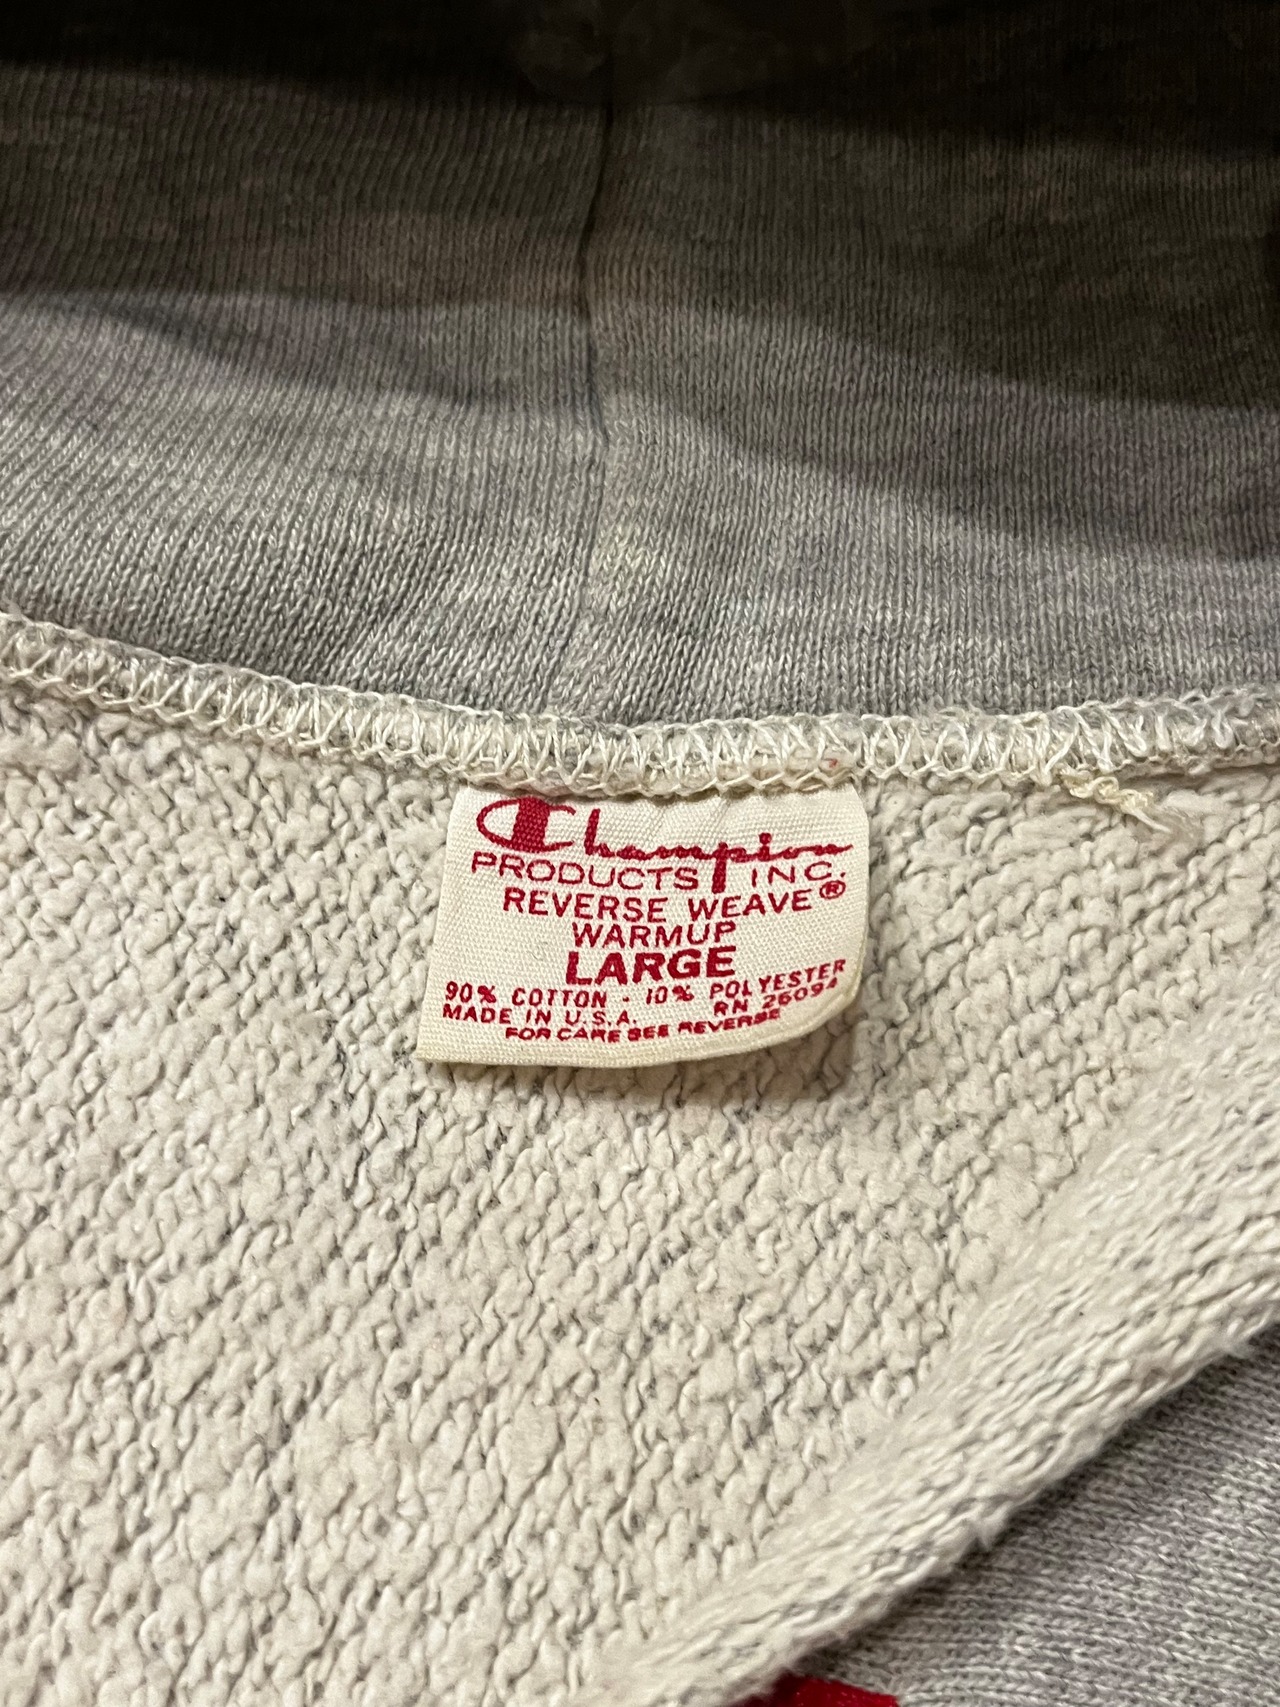 Champion
PRODUCTS INC.
REVERSE WEAVE®
WARMUP
LARGE
90% COTTON - 10% POLYESTER
MADE IN U.S.A. RN 26094
FOR CARE SEE REVERSE